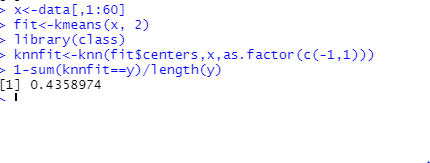 > x<-data[,1:60]
> fit<-kmeans(x, 2)
> library(class)
> knnfit<-knn(fit$centers,x,as.factor(c(-1,1)))
> 1-sum(knnfit==y)/length(y)
[1] 0.4358974
>